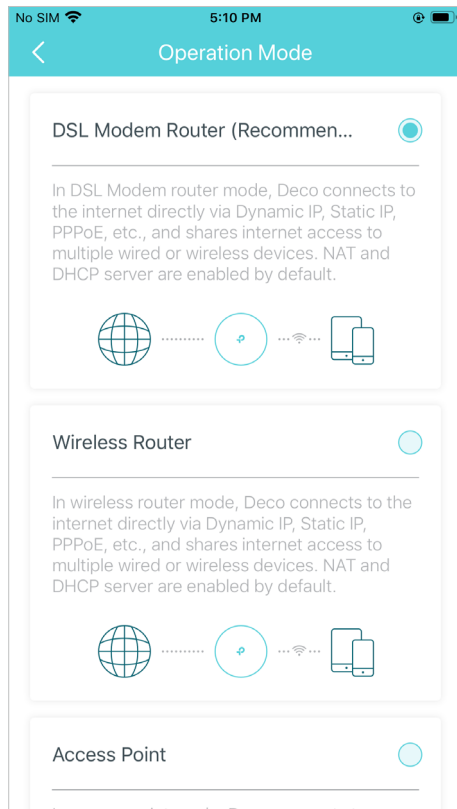 No SIM 5:10 PM
Operation Mode
DSL Modem Router (Recommen...
In DSL Modem router mode, Deco connects to
the internet directly via Dynamic IP, Static IP,
PPPoE, etc., and shares internet access to
multiple wired or wireless devices. NAT and
DHCP server are enabled by default.
Wireless Router
In wireless router mode, Deco connects to the
internet directly via Dynamic IP, Static IP,
PPPoE, etc., and shares internet access to
multiple wired or wireless devices. NAT and
DHCP server are enabled by default.
Access Point